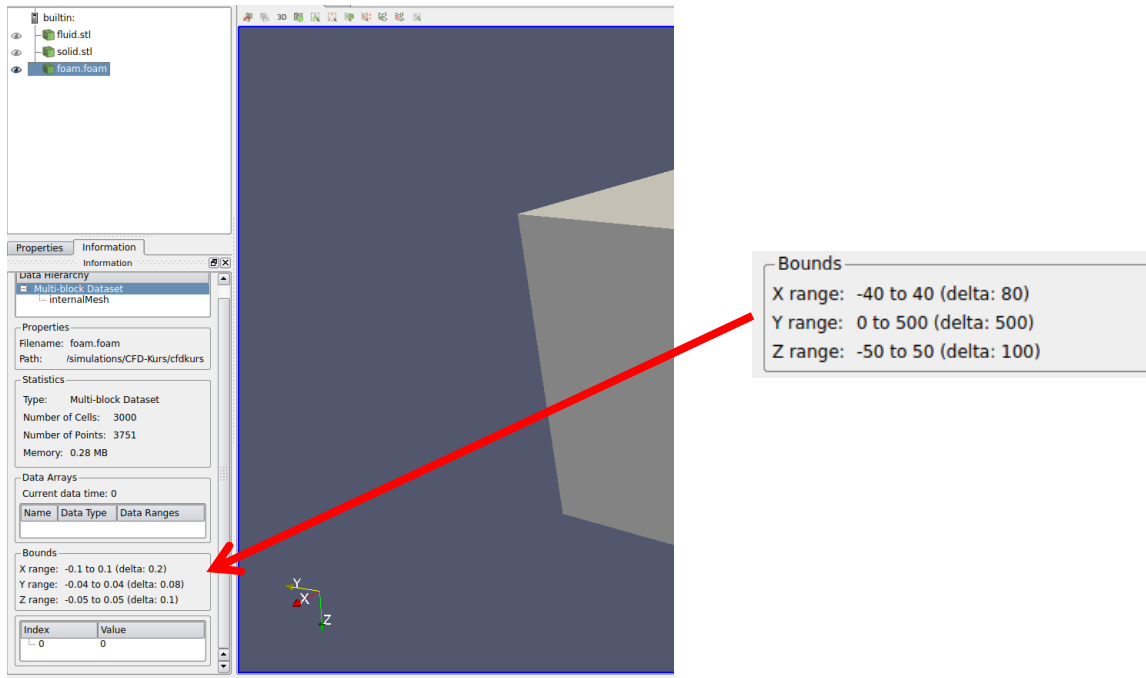 builtin:
fluid.stl
solid.stl
foam.foam
3D
Properties
Information
Information
Data Hierarchy
Multi-block Dataset
internalMesh
Properties
Filename: foam.foam
Path: /simulations/CFD-Kurs/cfdkurs
Statistics
Type: Multi-block Dataset
Number of Cells: 3000
Number of Points: 3751
Memory: 0.28 MB
Data Arrays
Current data time: 0
Name Data Type Data Ranges
Bounds
X range: -0.1 to 0.1 (delta: 0.2)
Y range: -0.04 to 0.04 (delta: 0.08)
Z range: -0.05 to 0.05 (delta: 0.1)
Index Value
0 0
Y
X
Z
Bounds
X range: -40 to 40 (delta: 80)
Y range: 0 to 500 (delta: 500)
Z range: -50 to 50 (delta: 100)